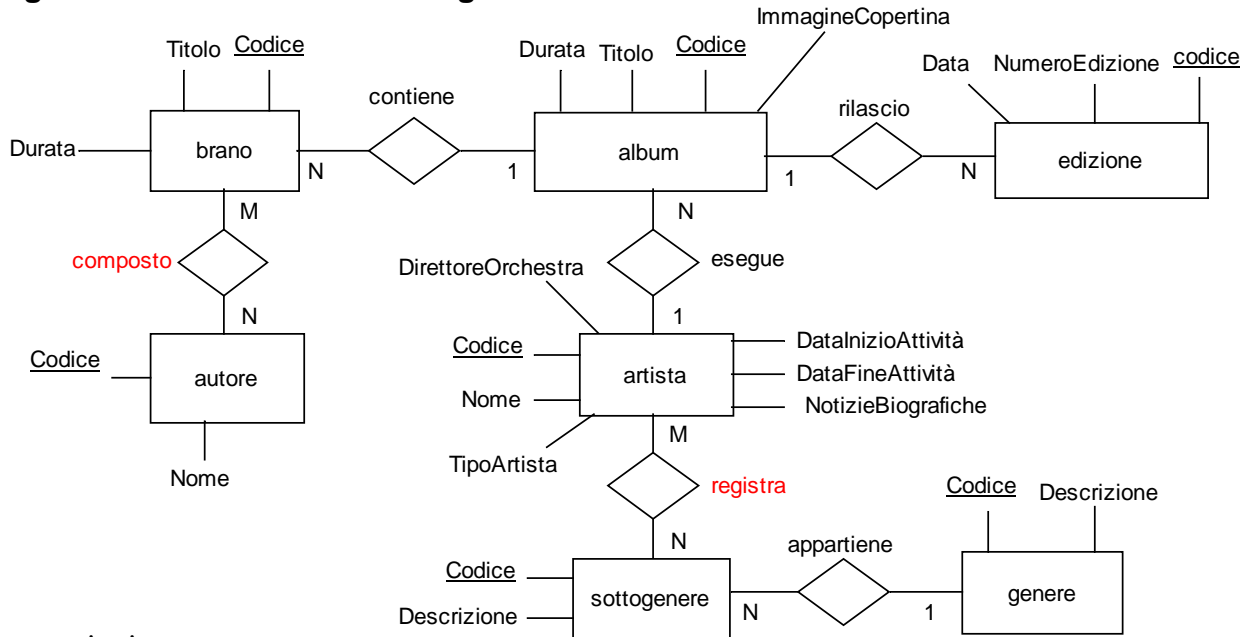 ImmagineCopertina
Titolo Codice
Durata Titolo Codice
Data NumeroEdizione codice
contiene
rilascio
Durata
brano
N
1
album
1
N
edizione
M
N
composto
DirettoreOrchestra
esegue
N
1
Codice
autore
Nome
Codice
Nome
TipoArtista
artista
DataInizioAttività
DataFineAttività
NotizieBiografiche
M
registra
N
Codice
Descrizione
sottogenere
appartiene
N
1
Codice Descrizione
genere